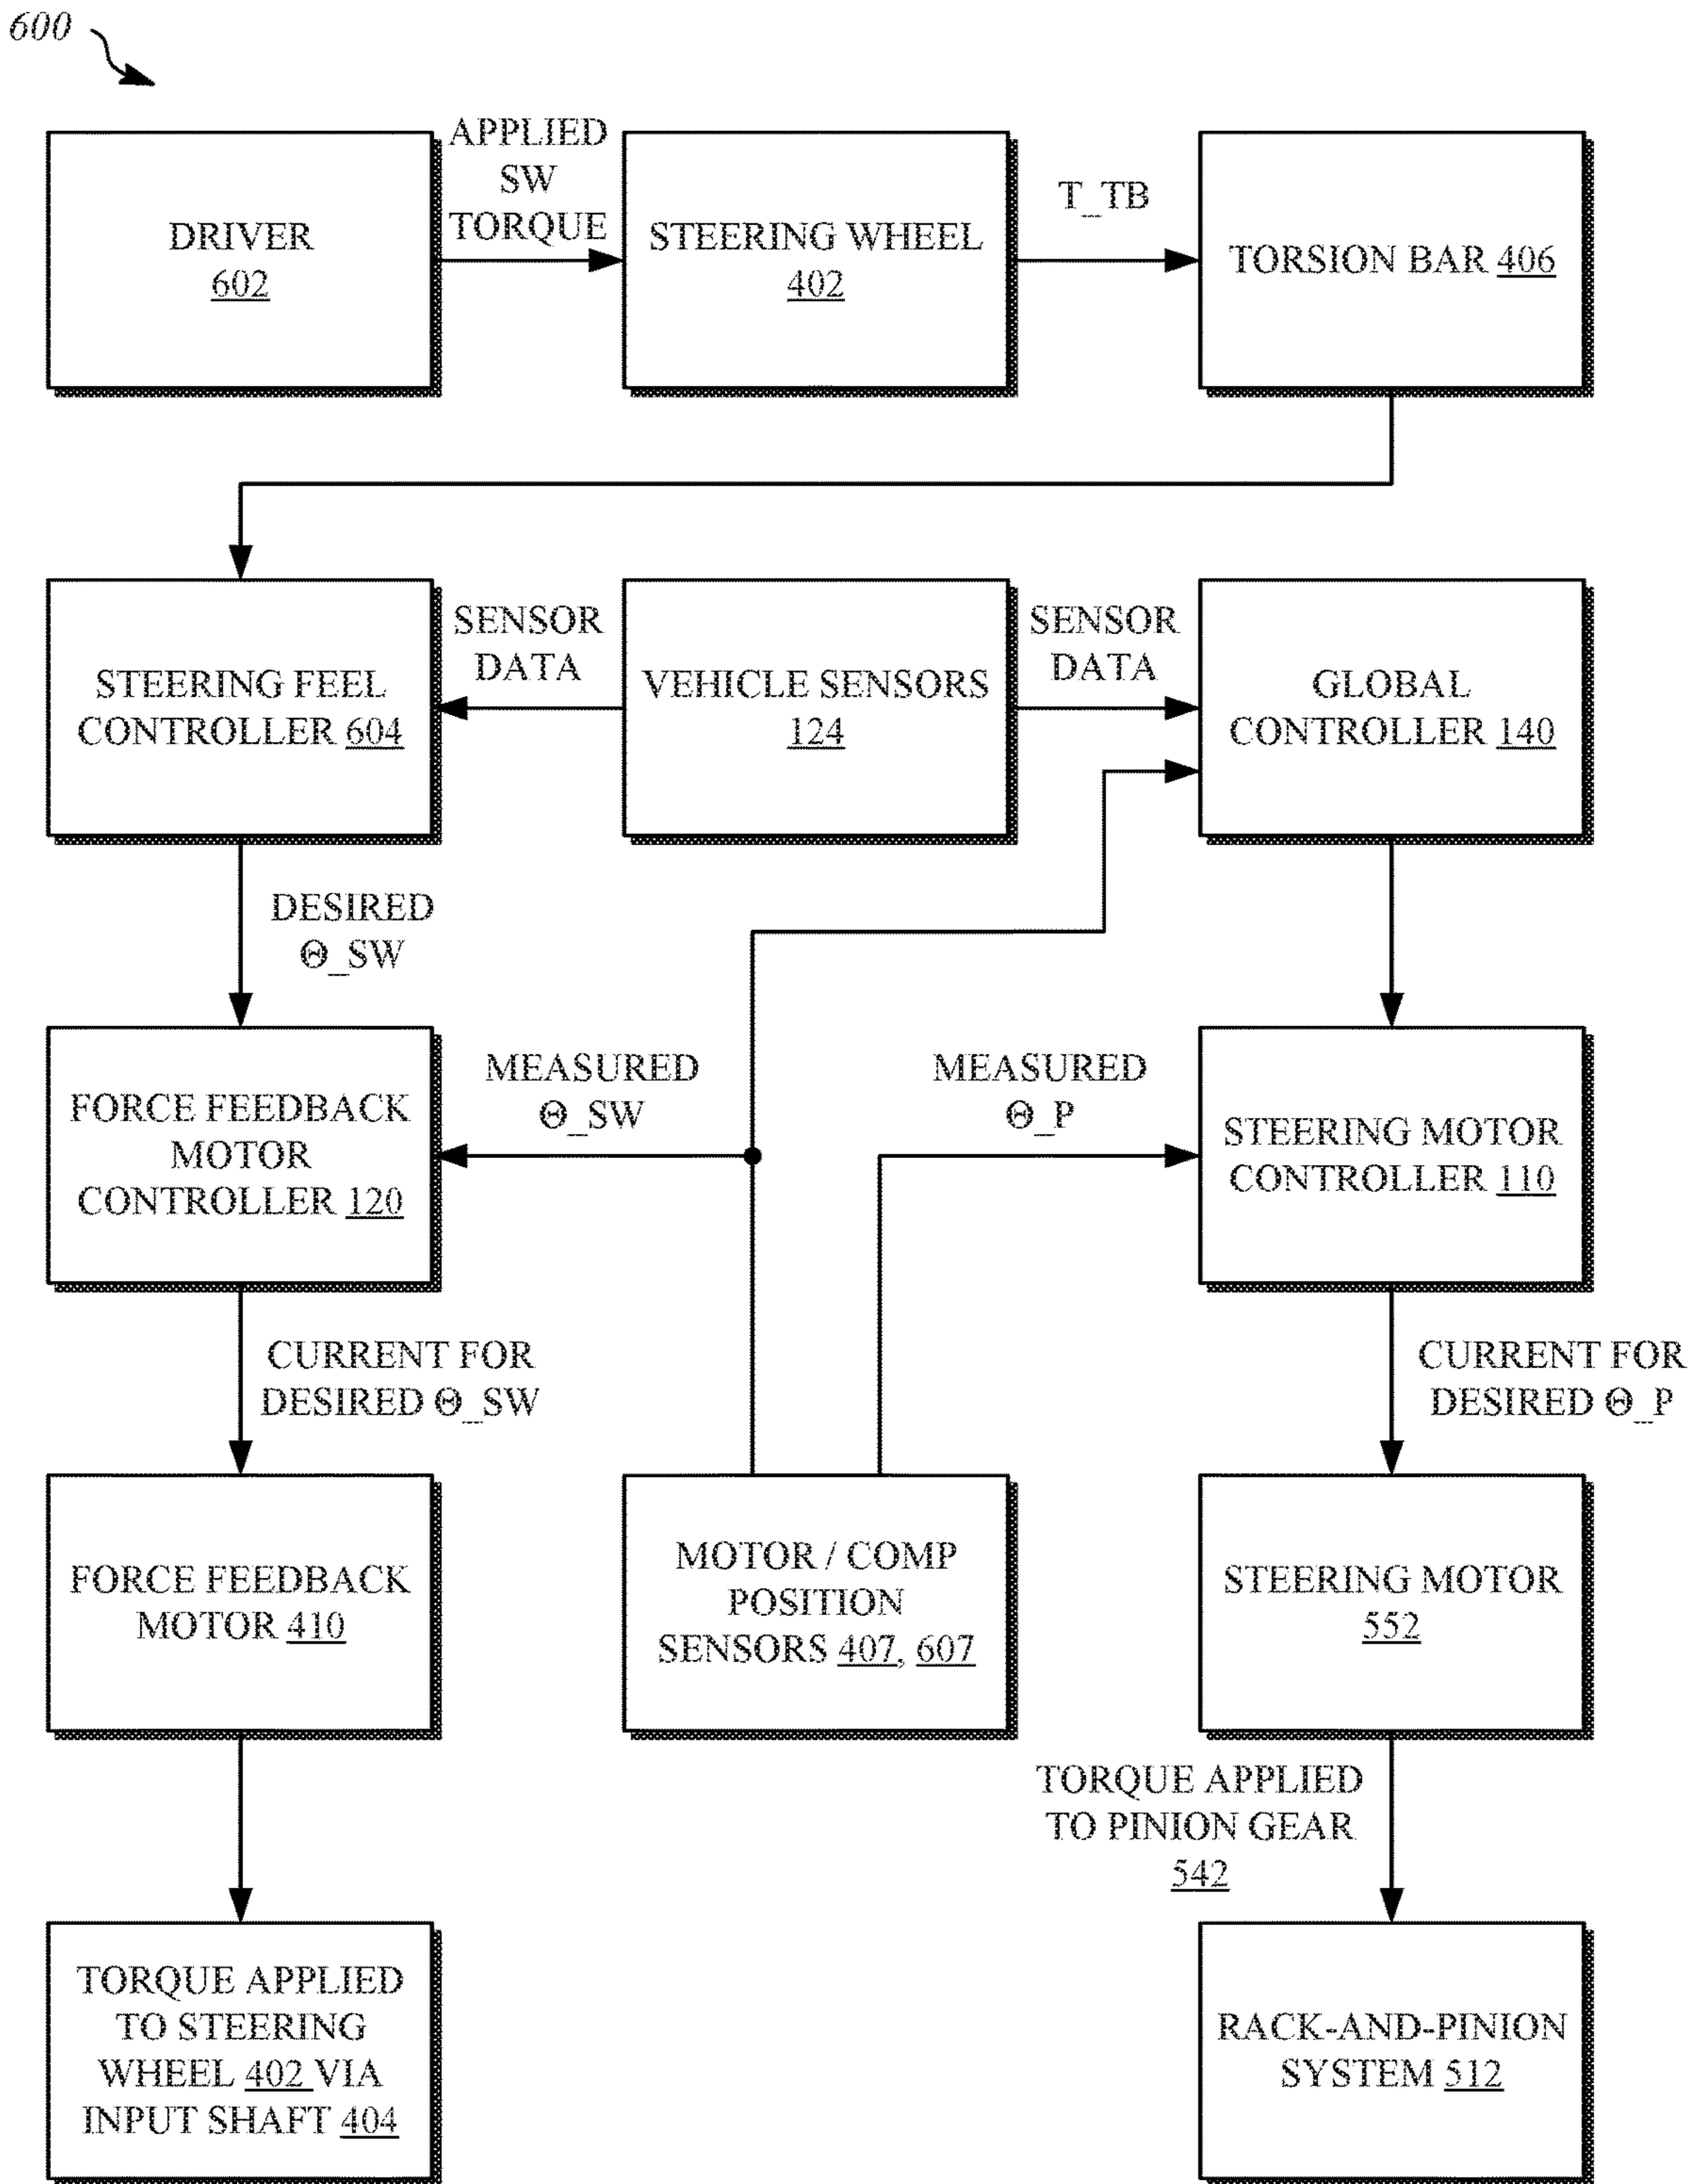 600
DRIVER
602
APPLIED
SW
TORQUE
STEERING WHEEL
402
T_TB
TORSION BAR 406
STEERING FEEL
CONTROLLER 604
SENSOR
DATA
VEHICLE SENSORS
124
SENSOR
DATA
GLOBAL
CONTROLLER 140
DESIRED
Θ_SW
FORCE FEEDBACK
MOTOR
CONTROLLER 120
MEASURED
Θ_SW
MEASURED
Θ_P
STEERING MOTOR
CONTROLLER 110
CURRENT FOR
DESIRED Θ_SW
CURRENT FOR
DESIRED Θ_P
FORCE FEEDBACK
MOTOR 410
MOTOR / COMP
POSITION
SENSORS 407, 607
STEERING MOTOR
552
TORQUE APPLIED
TO PINION GEAR
542
TORQUE APPLIED
TO STEERING
WHEEL 402 VIA
INPUT SHAFT 404
RACK-AND-PINION
SYSTEM 512